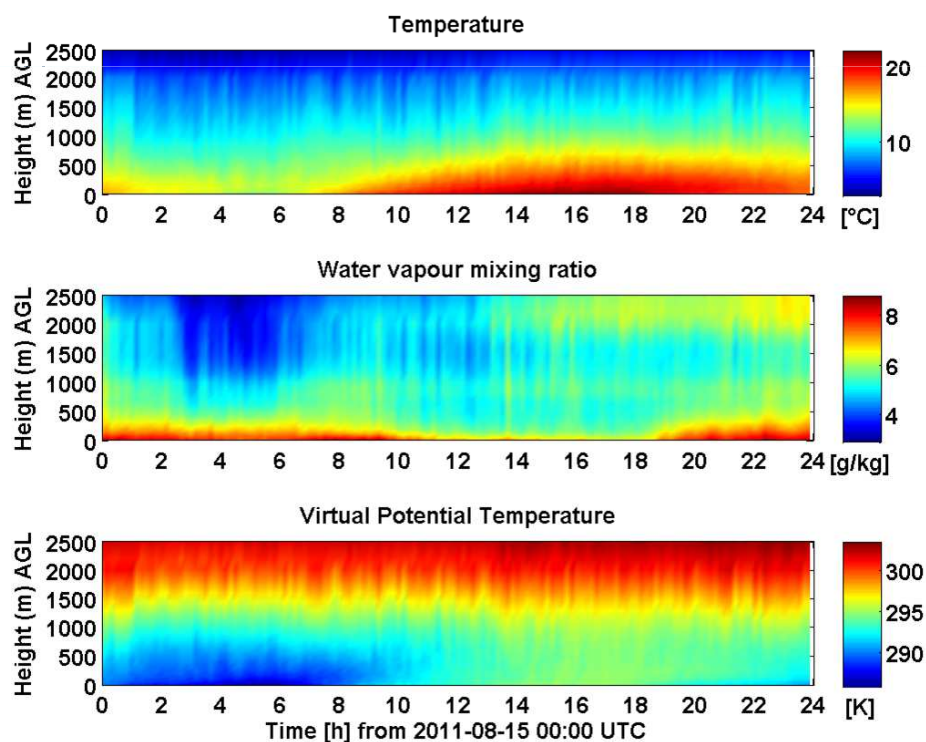 Temperature
Height (m) AGL
2500
2000
1500
1000
500
0
0 2 4 6 8 10 12 14 16 18 20 22 24
20
10
[°C]
Water vapour mixing ratio
Height (m) AGL
2500
2000
1500
1000
500
0
0 2 4 6 8 10 12 14 16 18 20 22 24
8
6
4
[g/kg]
Virtual Potential Temperature
Height (m) AGL
2500
2000
1500
1000
500
0
0 2 4 6 8 10 12 14 16 18 20 22 24
300
295
290
[K]
Time [h] from 2011-08-15 00:00 UTC